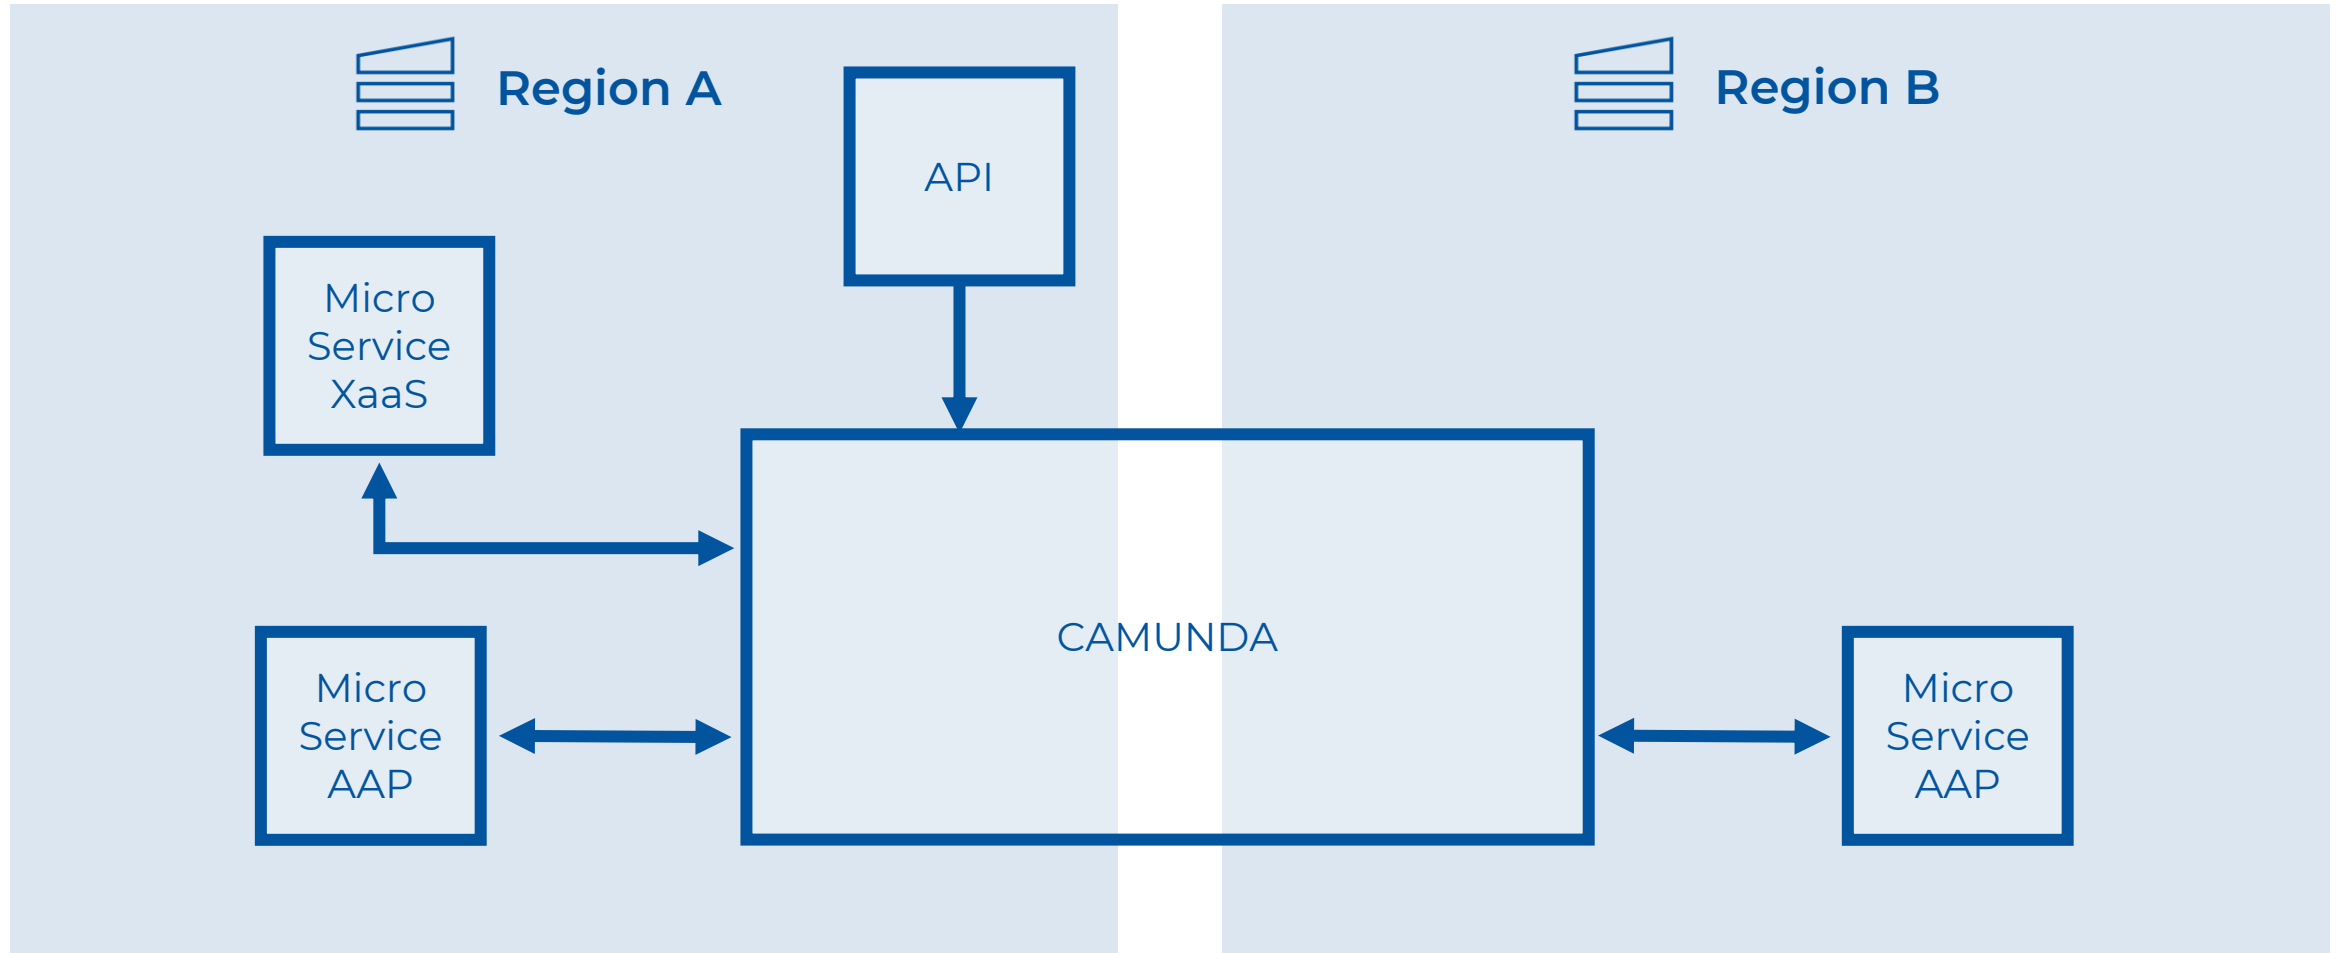 Region A
Region B
API
Micro
Service
XaaS
CAMUNDA
Micro
Service
AAP
Micro
Service
AAP